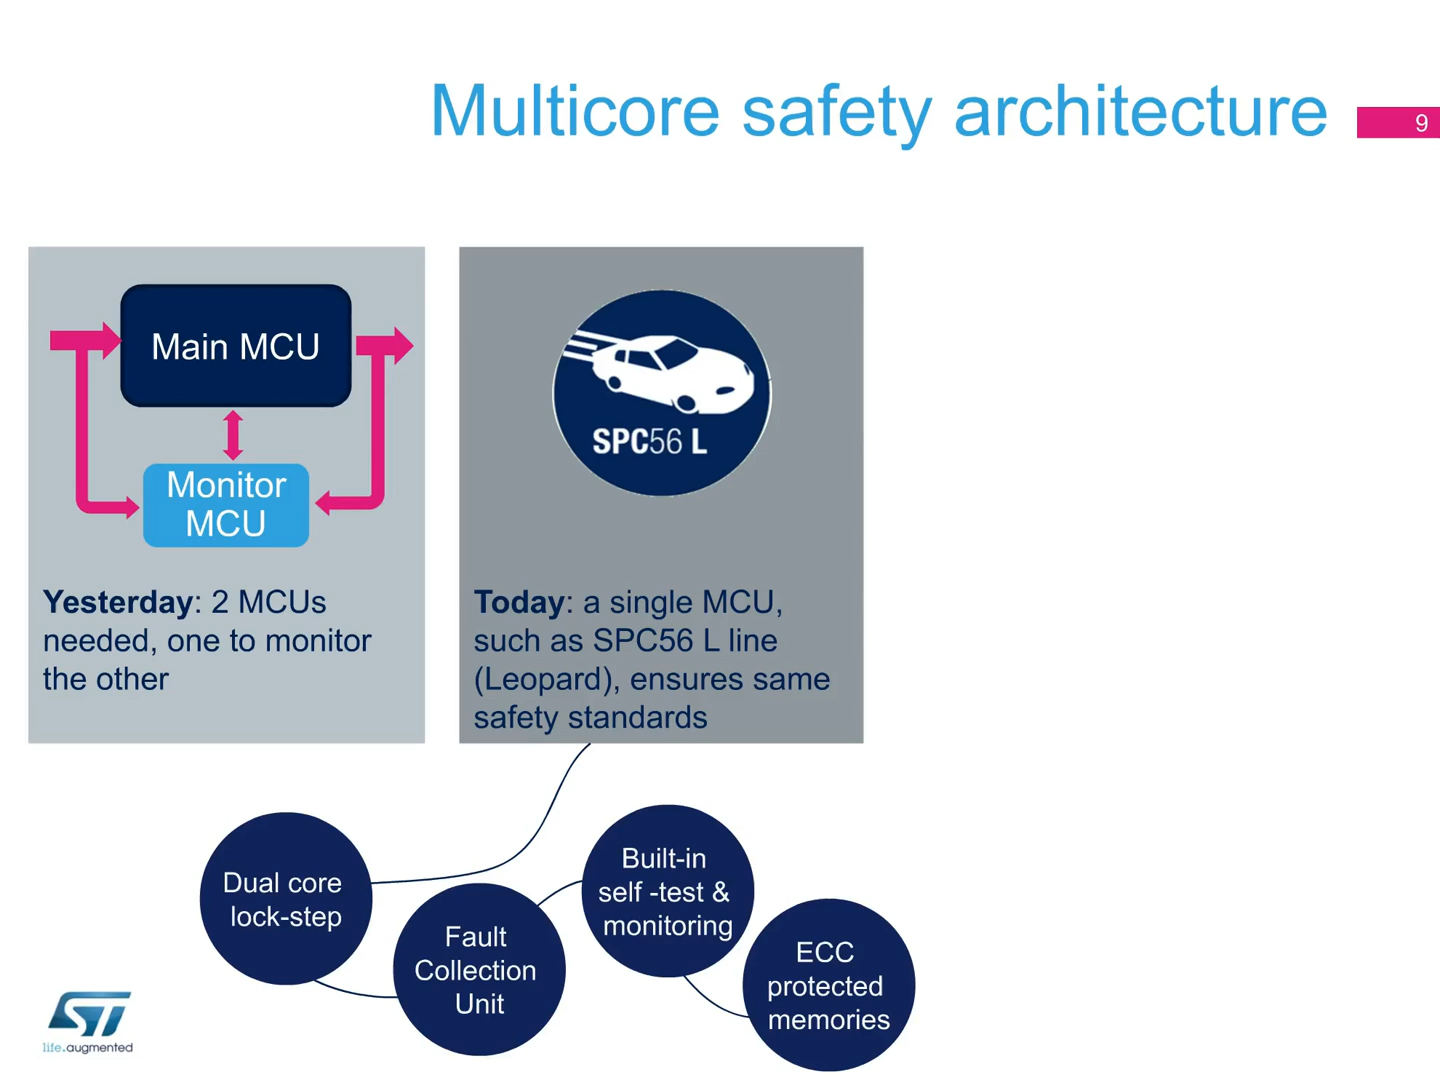 Multicore safety architecture
9
Main MCU
Monitor
MCU
Yesterday: 2 MCUs
needed, one to monitor
the other
SPC56 L
Today: a single MCU,
such as SPC56 L line
(Leopard), ensures same
safety standards
Dual core
lock-step
Fault
Collection
Unit
Built-in
self -test &
monitoring
ECC
protected
memories
ST
life.augmented